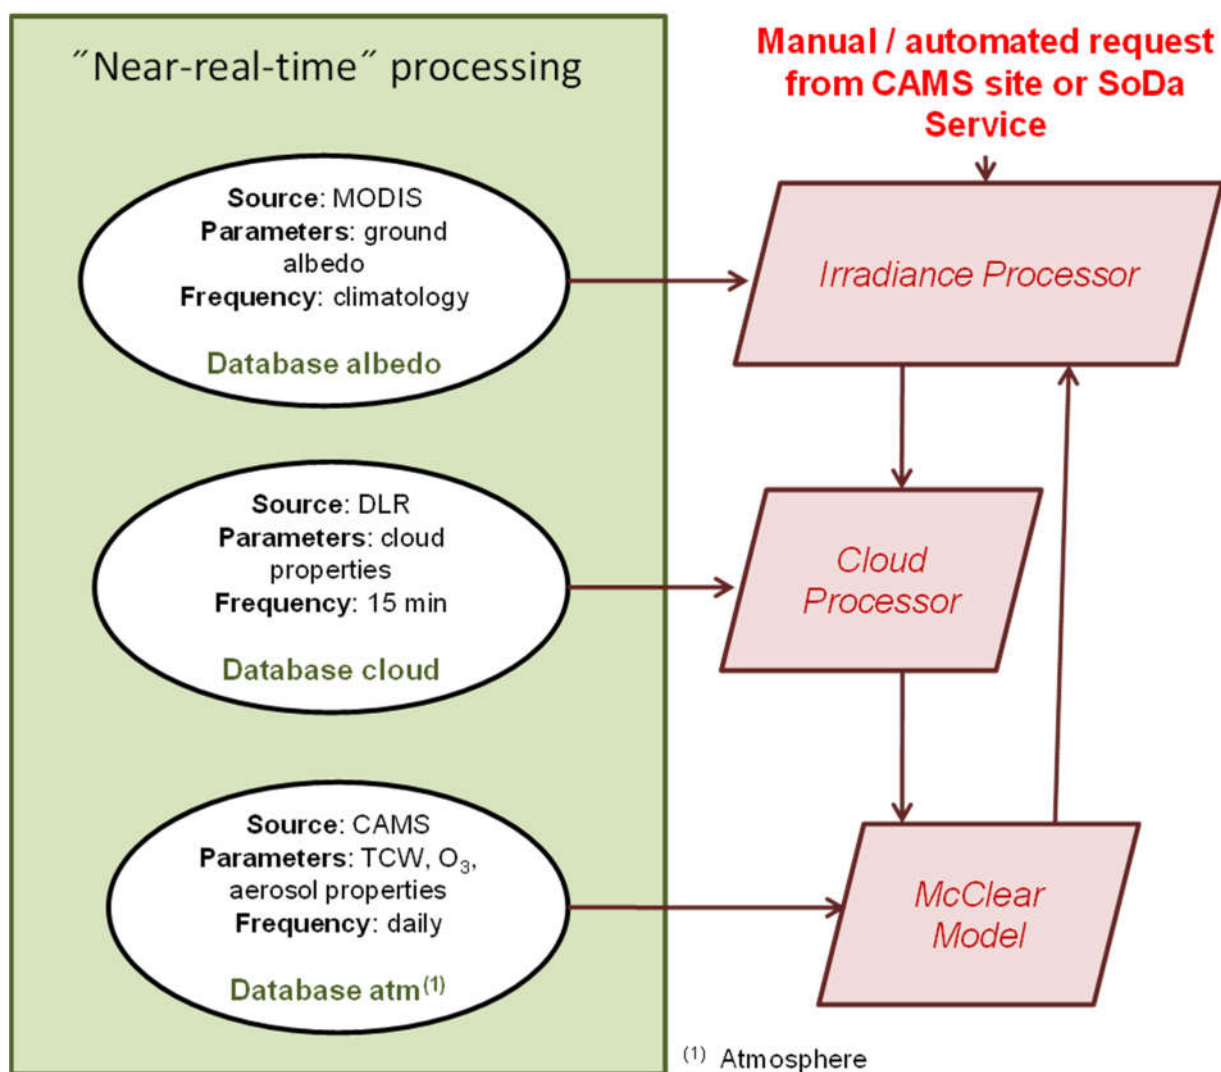 ˝Near-real-time˝ processing
Source: MODIS
Parameters: ground
albedo
Frequency: climatology
Database albedo
Source: DLR
Parameters: cloud
properties
Frequency: 15 min
Database cloud
Source: CAMS
Parameters: TCW, O₃,
aerosol properties
Frequency: daily
Database atm⁽¹⁾
Manual / automated request
from CAMS site or SoDa
Service
Irradiance Processor
Cloud
Processor
McClear
Model
⁽¹⁾ Atmosphere